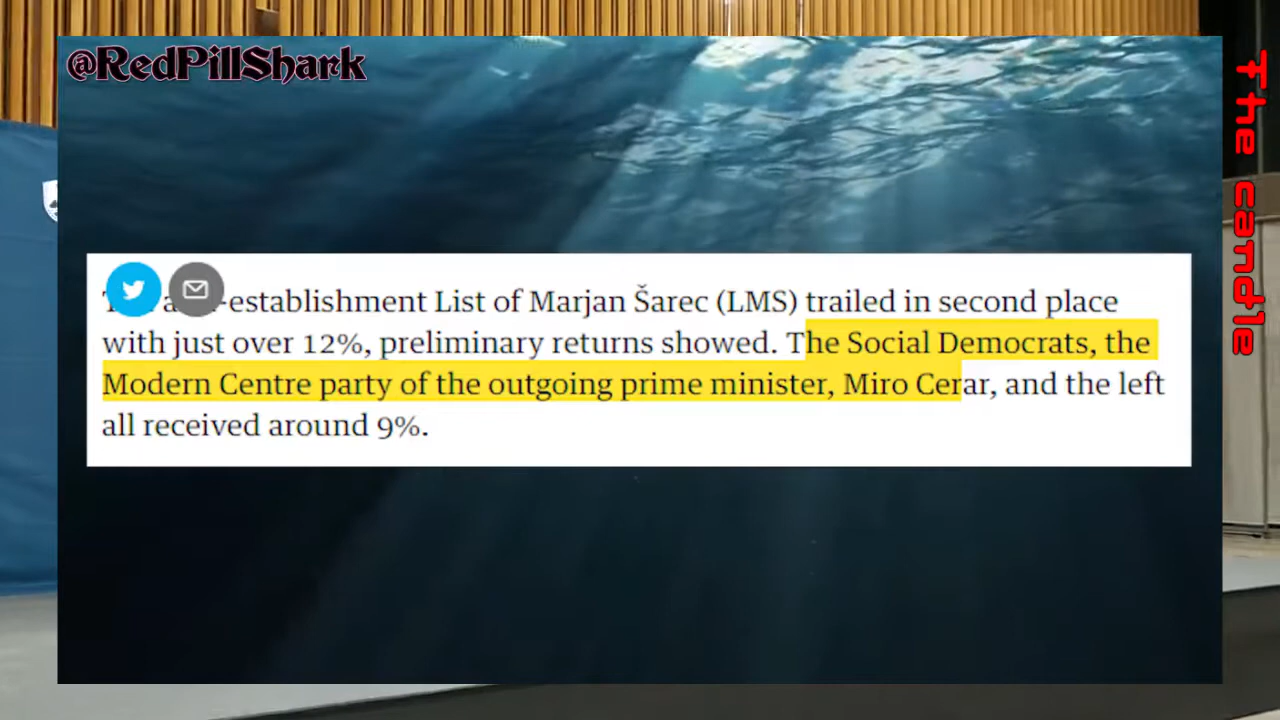 @RedPillShark
The candle
-establishment List of Marjan Šarec (LMS) trailed in second place
with just over 12%, preliminary returns showed. The Social Democrats, the
Modern Centre party of the outgoing prime minister, Miro Cerar, and the left
all received around 9%.